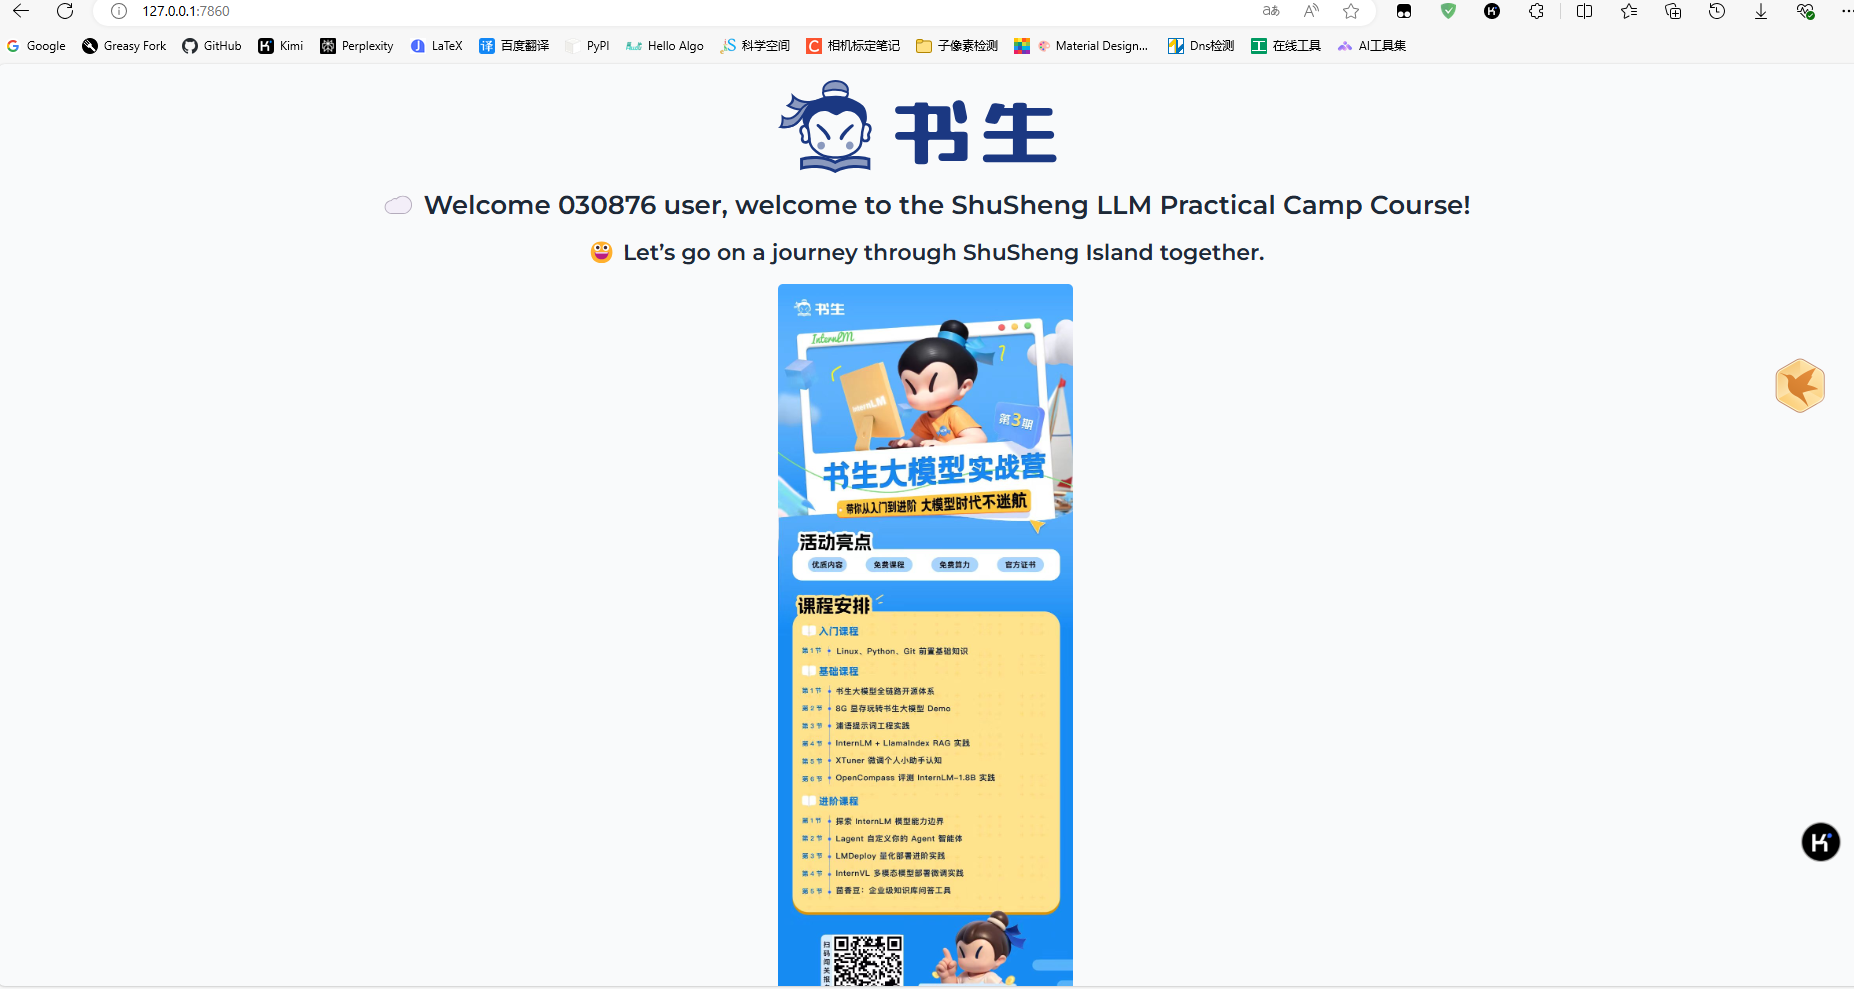 127.0.0.1:7860
Google Greasy Fork GitHub Kimi Perplexity LaTeX 百度翻译 PyPI Hello Algo 科学空间 相机标定笔记 子像素检测 Material Design... Dns检测 在线工具 AI工具集
书生
Welcome 030876 user, welcome to the ShuSheng LLM Practical Camp Course!
Let’s go on a journey through ShuSheng Island together.
书生
InternLM
InternLM
第3期
书生大模型实战营
带你从入门到进阶 大模型时代不迷航
活动亮点
优质内容 免费课程 免费算力 官方证书
课程安排
入门课程
第1节 Linux、Python、Git 前置基础知识
基础课程
第1节 书生大模型全链路开源体系
第2节 8G 显存玩转书生大模型 Demo
第3节 浦语提示词工程实践
第4节 InternLM + LlamaIndex RAG 实践
第5节 XTuner 微调个人小助手认知
第6节 OpenCompass 评测 InternLM-1.8B 实践
进阶课程
第1节 探索 InternLM 模型能力边界
第2节 Lagent 自定义你的 Agent 智能体
第3节 LMDeploy 量化部署进阶实践
第4节 InternVL 多模态模型部署微调实践
第5节 茴香豆：企业级知识库问答工具
扫码闯关